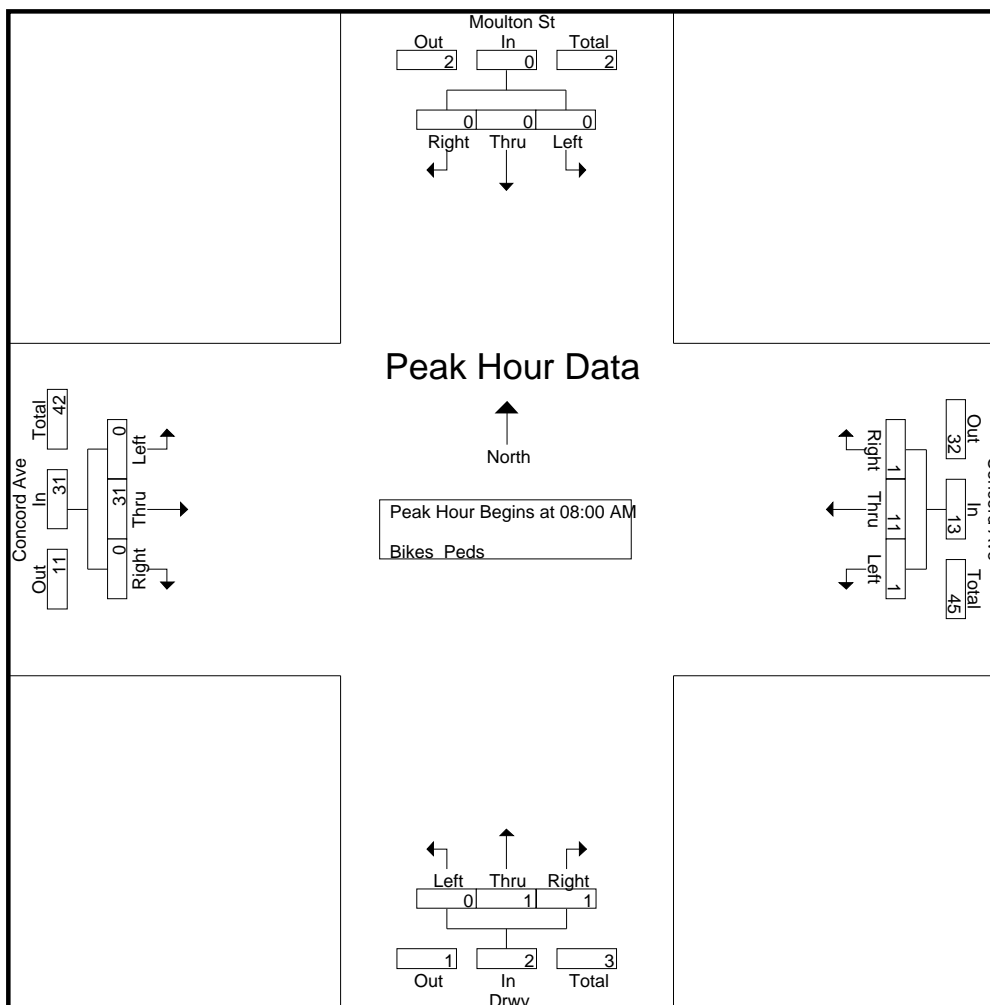 Moulton St
Out In Total
2 0 2
0 0 0
Right Thru Left
Peak Hour Data
North
Peak Hour Begins at 08:00 AM
Bikes Peds
Concord Ave
Out In Total
11 31 42
0 31 0
Right Thru Left
Out In Total
32 13 45
1 11 1
Right Thru Left
Left Thru Right
0 1 1
1 2 3
Out In Total
Drwy